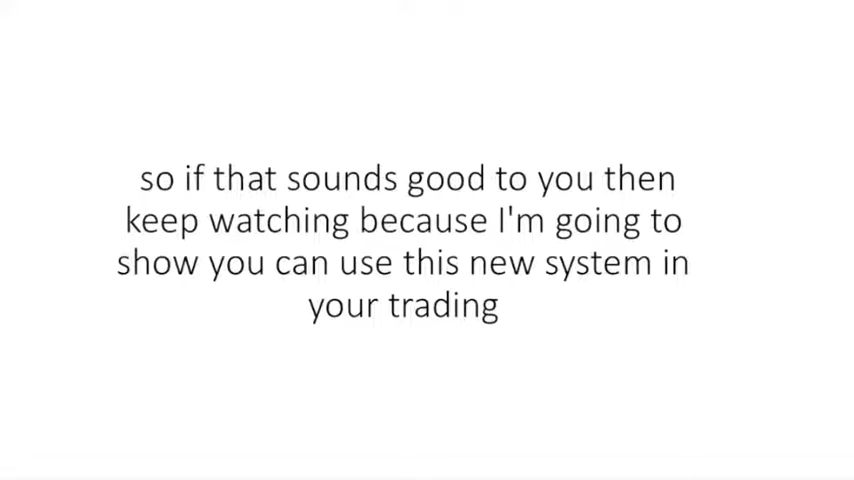 so if that sounds good to you then
keep watching because I'm going to
show you can use this new system in
your trading